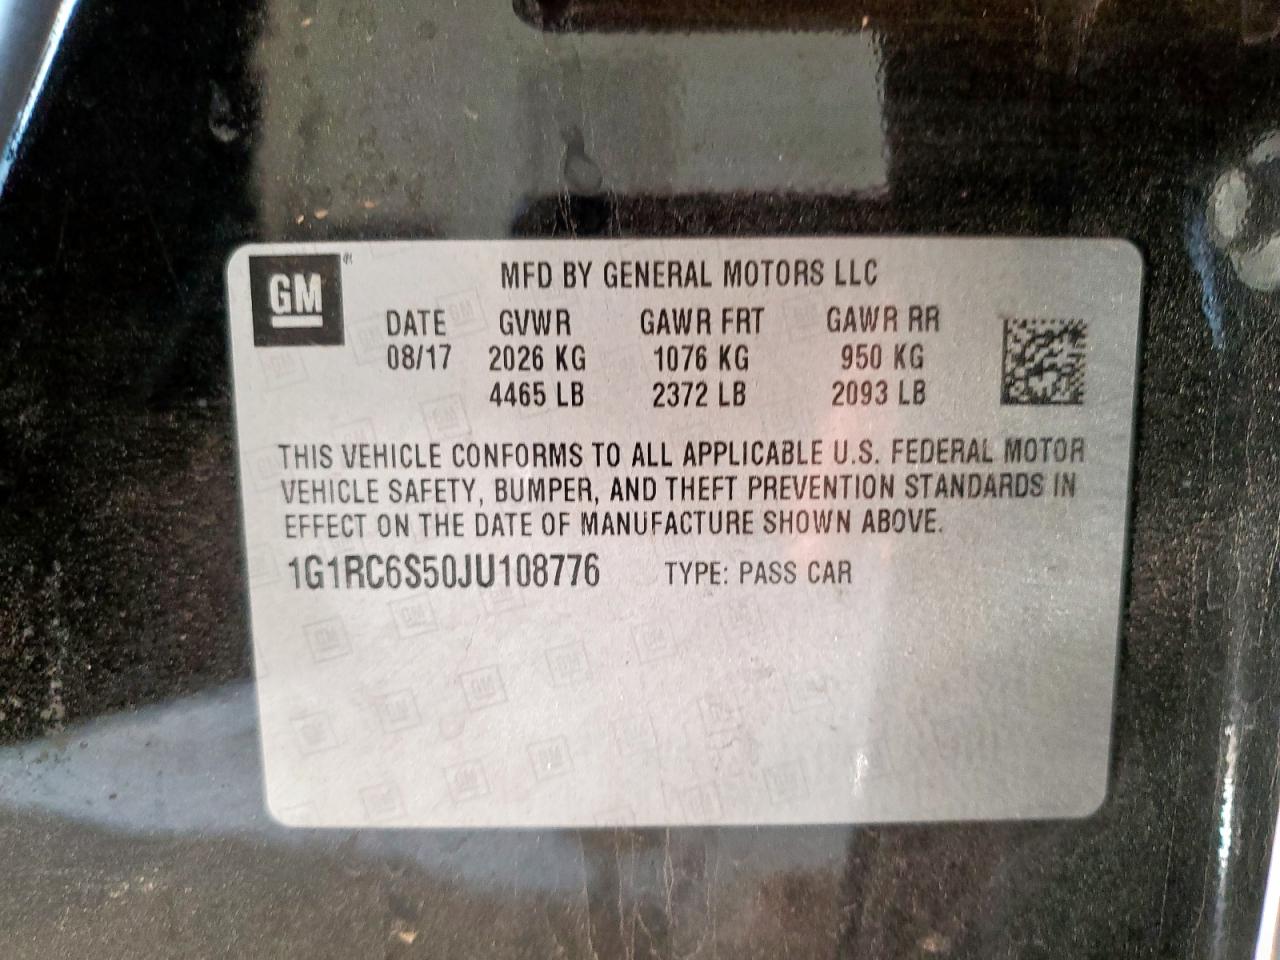 GM
MFD BY GENERAL MOTORS LLC
DATE GVWR GAWR FRT GAWR RR
08/17 2026 KG 1076 KG 950 KG
4465 LB 2372 LB 2093 LB
THIS VEHICLE CONFORMS TO ALL APPLICABLE U.S. FEDERAL MOTOR
VEHICLE SAFETY, BUMPER, AND THEFT PREVENTION STANDARDS IN
EFFECT ON THE DATE OF MANUFACTURE SHOWN ABOVE.
1G1RC6S50JU108776 TYPE: PASS CAR